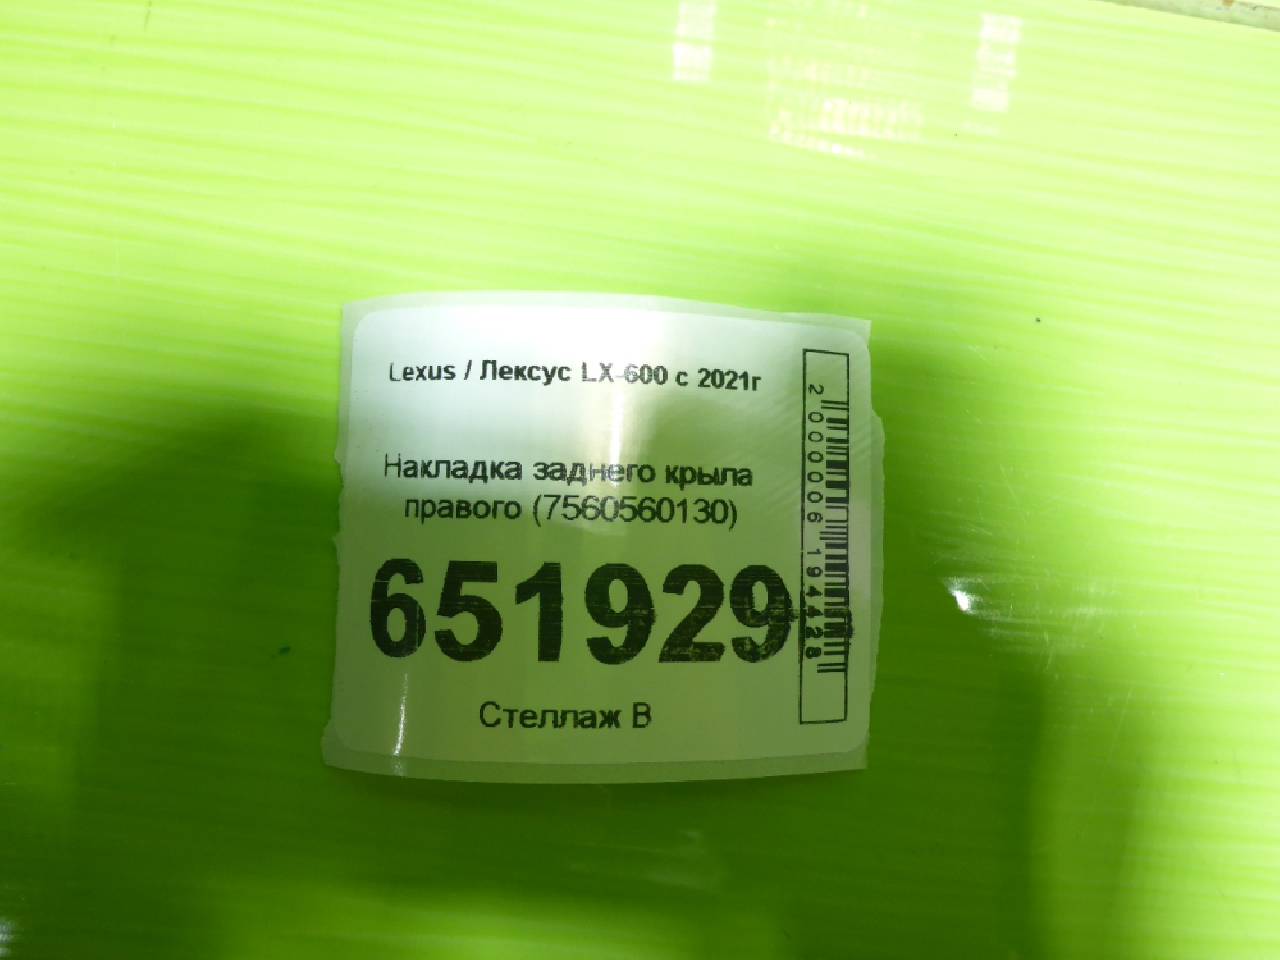 Lexus / Лексус LX-600 с 2021г
Накладка заднего крыла
правого (7560560130)
651929
Стеллаж В
2000006194428